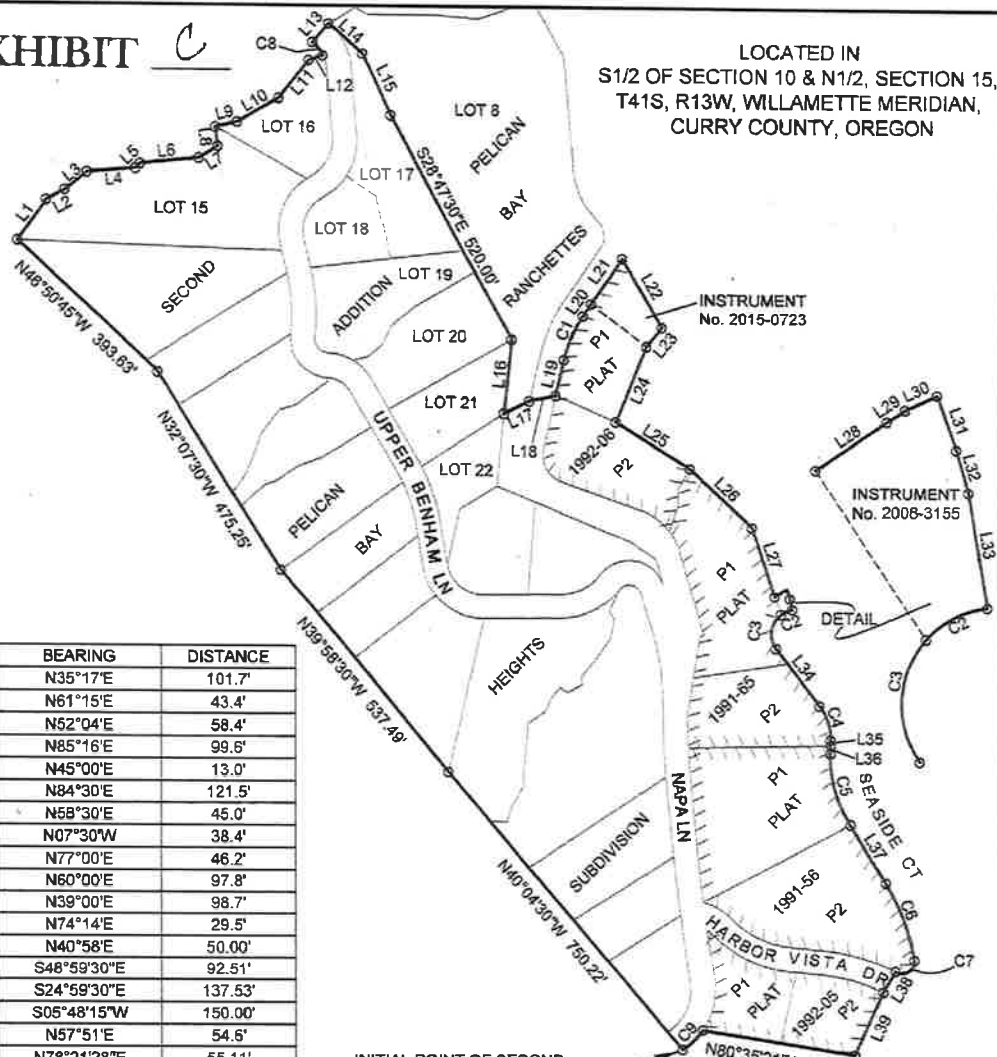 XHIBIT C
LOCATED IN
S1/2 OF SECTION 10 & N1/2, SECTION 15,
T41S, R13W, WILLAMETTE MERIDIAN,
CURRY COUNTY, OREGON
L13
C8
L14
L11
L12
L15
L9
L10
LOT 16
LOT 8
PELICAN
BAY
RANCHETTES
L8
L7
L5
L6
L3
L4
L2
L1
LOT 15
LOT 17
LOT 18
S28°47'30"E 520.00'
SECOND
ADDITION
LOT 19
LOT 20
LOT 21
LOT 22
N48°50'45"W 393.63'
N32°07'30"W 475.25'
L16
L17
L18
L19
C1
L20
L21
L22
L23
L24
INSTRUMENT
No. 2015-0723
P1
PLAT
1992-06
P2
L25
L26
L27
L28
L29
L30
L31
L32
L33
INSTRUMENT
No. 2008-3155
DETAIL
C2
C3
C2
C3
UPPER BENHAM LN
PELICAN
BAY
HEIGHTS
N39°58'30"W 537.49'
P1
PLAT
1991-65
P2
L34
C4
L35
L36
C5
SEASIDE CT
P1
PLAT
NAPA LN
L37
1991-56
P2
C6
C7
SUBDIVISION
N40°04'30"W 750.22'
HARBOR VISTA DR
L38
L39
P1
PLAT
1992-05
P2
C9
BEARING DISTANCE
N35°17'E 101.7'
N61°15'E 43.4'
N52°04'E 58.4'
N85°16'E 99.6'
N45°00'E 13.0'
N84°30'E 121.5'
N58°30'E 45.0'
N07°30'W 38.4'
N77°00'E 46.2'
N60°00'E 97.8'
N39°00'E 98.7'
N74°14'E 29.5'
N40°58'E 50.00'
S48°59'30"E 92.51'
S24°59'30"E 137.53'
S05°48'15"W 150.00'
N57°51'E 54.6'
INITIAL POINT OF SECOND